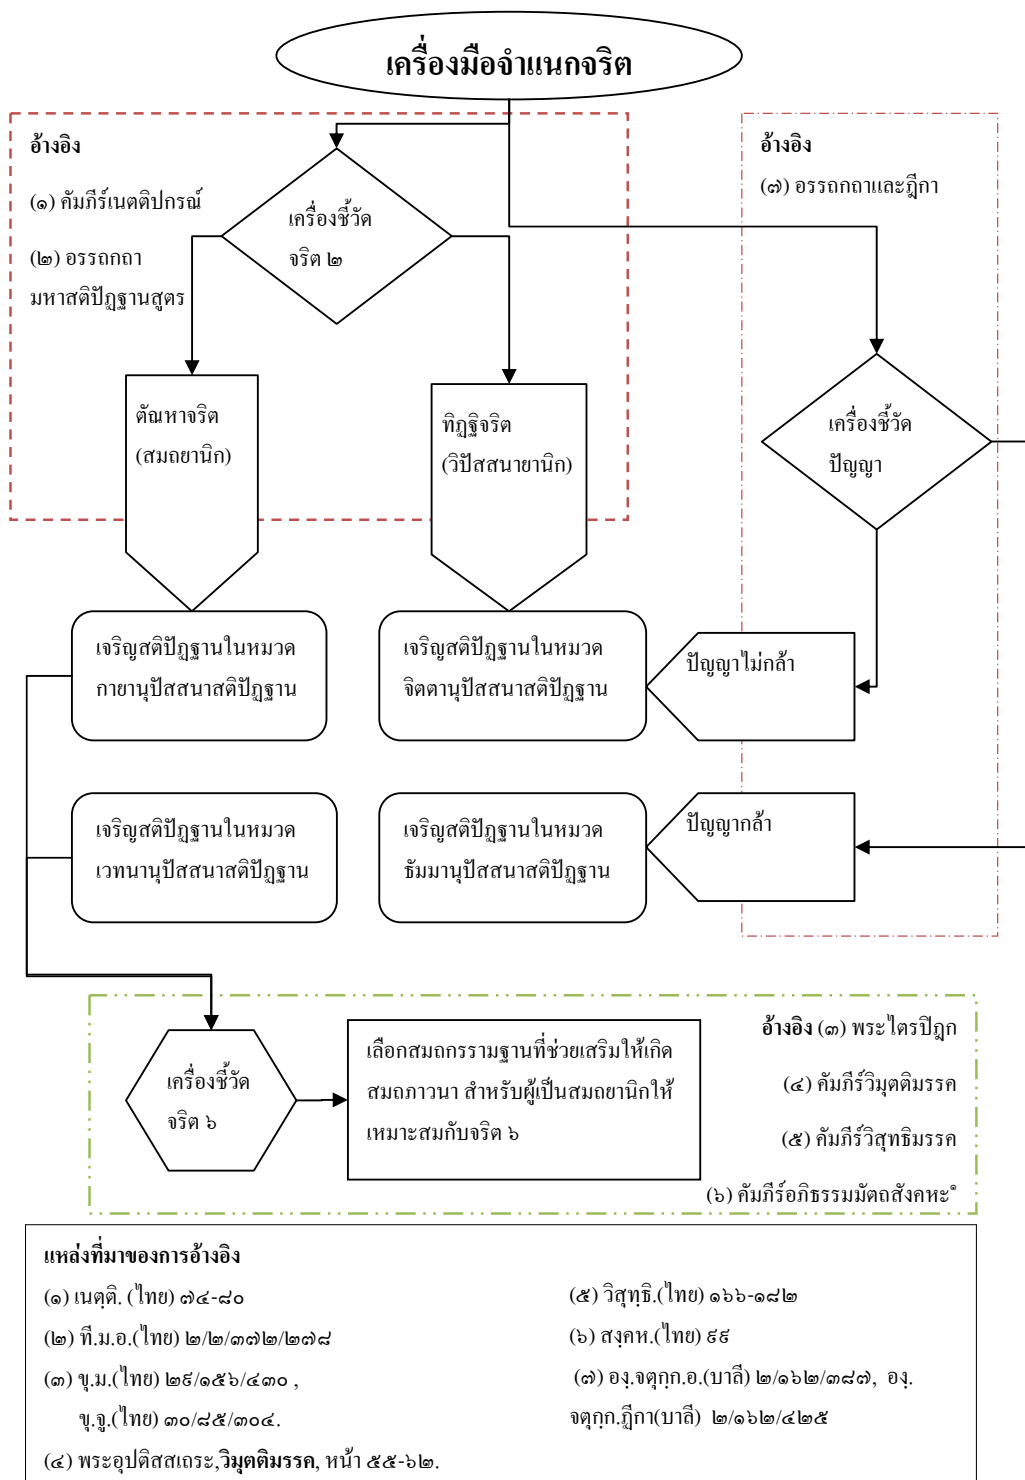 เครื่องมือจำแนกจริต
อ้างอิง
(๑) คัมภีร์เนตติปกรณ์
(๒) อรรถกถา
มหาสติปัฏฐานสูตร
เครื่องชี้วัด
จริต ๒
อ้างอิง
(๗) อรรถกถาและฎีกา
ตัณหาจริต
(สมถยานิก)
ทิฏฐิจริต
(วิปัสสนายานิก)
เครื่องชี้วัด
ปัญญา
เจริญสติปัฏฐานในหมวด
กายานุปัสสนาสติปัฏฐาน
เจริญสติปัฏฐานในหมวด
จิตตานุปัสสนาสติปัฏฐาน
ปัญญาไม่กล้า
เจริญสติปัฏฐานในหมวด
เวทนานุปัสสนาสติปัฏฐาน
เจริญสติปัฏฐานในหมวด
ธัมมานุปัสสนาสติปัฏฐาน
ปัญญากล้า
เครื่องชี้วัด
จริต ๖
เลือกสมถกรรามฐานที่ช่วยเสริมให้เกิด
สมถภาวนา สำหรับผู้เป็นสมถยานิกให้
เหมาะสมกับจริต ๖
อ้างอิง (๓) พระไตรปิฎก
(๔) คัมภีร์วิมุตติมรรค
(๕) คัมภีร์วิสุทธิมรรค
(๖) คัมภีร์อภิธรรมมัตถสังคหะ๑
แหล่งที่มาของการอ้างอิง
(๑) เนตฺติ. (ไทย) ๗๔-๘๐
(๒) ที.ม.อ.(ไทย) ๒/๒/๓๗๒/๒๗๘
(๓) ขุ.ม.(ไทย) ๒๙/๑๕๖/๔๓๐ ,
ขุ.จู.(ไทย) ๓๐/๘๕/๓๐๔.
(๔) พระอุปติสสเถระ,วิมุตติมรรค, หน้า ๕๕-๖๒.
(๕) วิสุทฺธิ.(ไทย) ๑๖๖-๑๘๒
(๖) สงฺคห.(ไทย) ๙๙
(๗) องฺ.จตุกฺก.อ.(บาลี) ๒/๑๖๒/๓๘๗, องฺ.
จตุกฺก.ฏีกา(บาลี) ๒/๑๖๒/๔๒๕